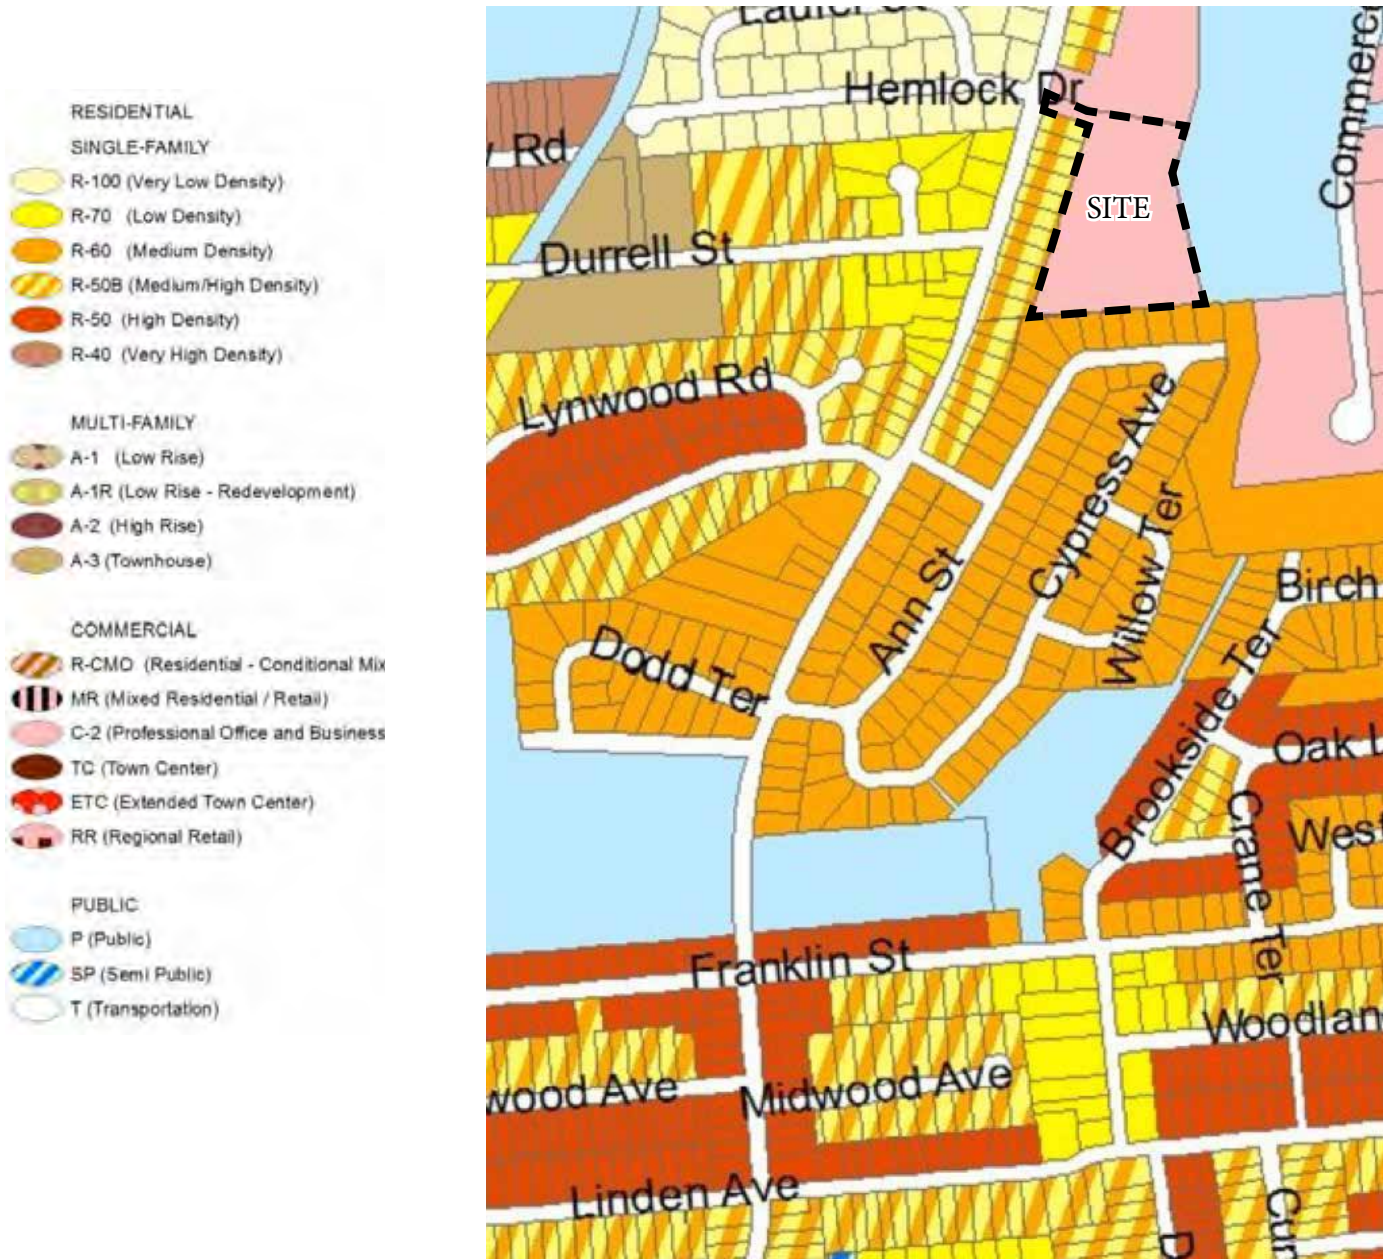 RESIDENTIAL
SINGLE-FAMILY
R-100 (Very Low Density)
R-70 (Low Density)
R-60 (Medium Density)
R-50B (Medium/High Density)
R-50 (High Density)
R-40 (Very High Density)
MULTI-FAMILY
A-1 (Low Rise)
A-1R (Low Rise - Redevelopment)
A-2 (High Rise)
A-3 (Townhouse)
COMMERCIAL
R-CMO (Residential - Conditional Mix
MR (Mixed Residential / Retail)
C-2 (Professional Office and Business
TC (Town Center)
ETC (Extended Town Center)
RR (Regional Retail)
PUBLIC
P (Public)
SP (Semi Public)
T (Transportation)
Laurel Ct
Hemlock Dr
Commerc
y Rd
SITE
Durrell St
Lynwood Rd
Cypress Ave
Willow Ter
Ann St
Birch
Dodd Ter
Brookside Ter
Oak L
Crane Ter
West
Franklin St
Woodlan
wood Ave
Midwood Ave
Linden Ave
D
Cur